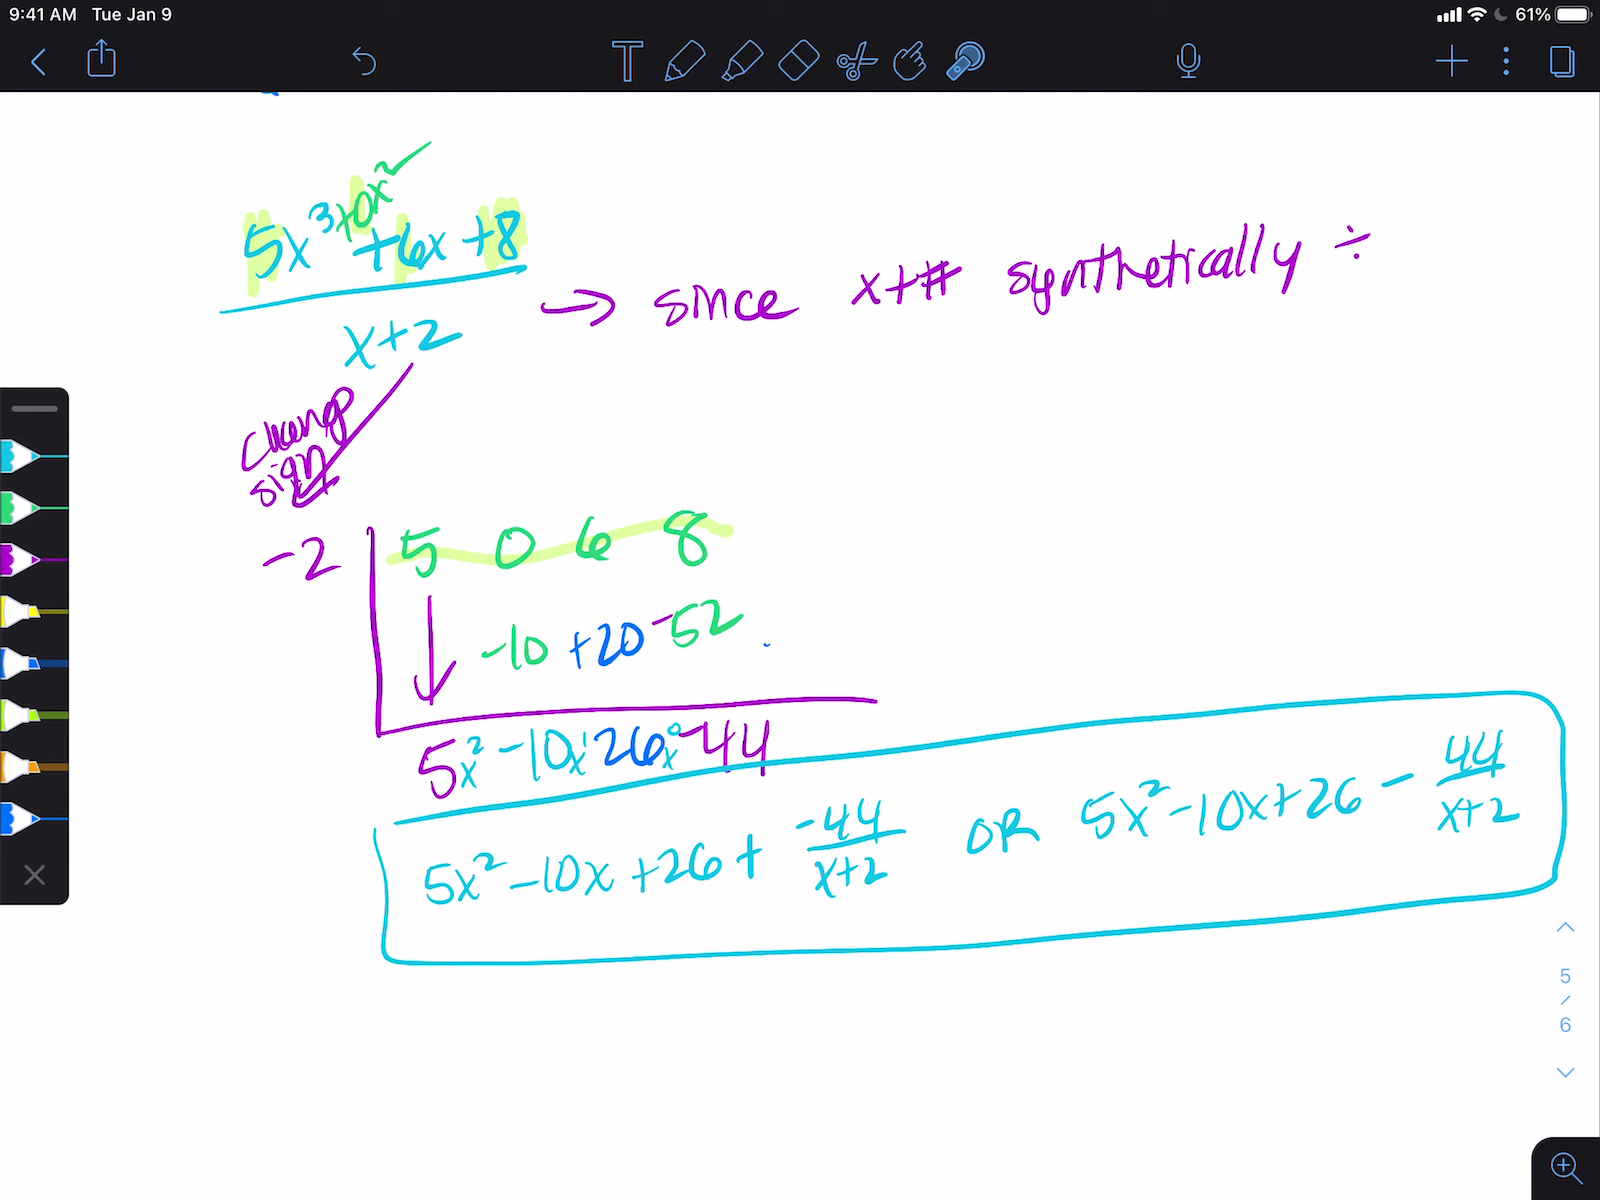 9:41 AM Tue Jan 9
61%
T
5x³+0x²+6x+8
x+2
→ since x+# synthetically ÷
change
sign
-2 5 0 6 8
-10 +20 -52
5x² -10x¹ 26x⁰ -44
5x²-10x+26+ -44/x+2 OR 5x²-10x+26 - 44/x+2
5
/
6